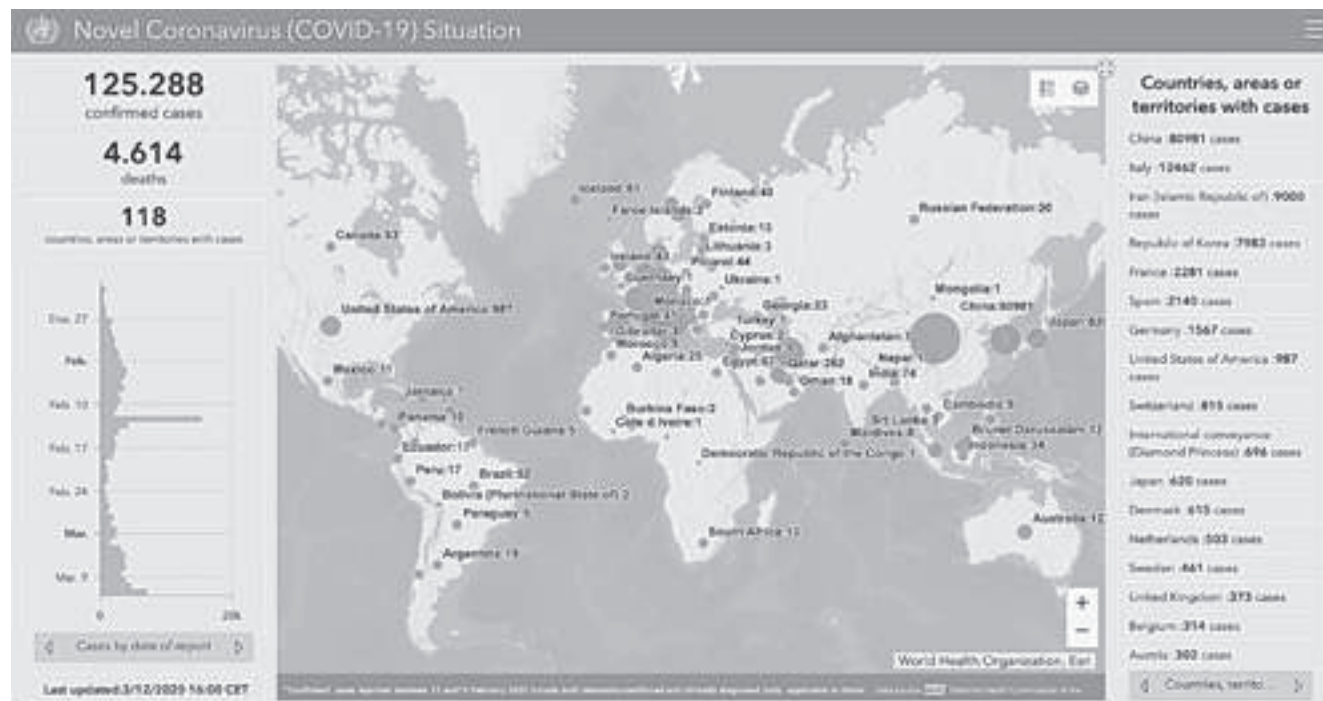 Novel Coronavirus (COVID-19) Situation
125.288
confirmed cases
4.614
deaths
118
countries, areas or territories with cases
Feb.
Feb. 10
Feb. 17
Feb. 24
Mar.
Mar. 9
0
20k
Cases by date of report
Last updated:3/12/2020 16:00 CET
Iceland:61
Finland:40
Faroe Islands:2
Russian Federation:20
Estonia:13
Canada:93
Lithuania:3
Poland:44
Guernsey:1
Ukraine:1
Mongolia:1
Georgia:23
China:80981
United States of America:987
Portugal
Turkey:1
Japan
Gibraltar
Cyprus
Afghanistan
Morocco
Jordan
Algeria:25
Egypt:67
Qatar:262
Nepal:1
Mexico:11
Oman:18
India:74
Jamaica
Burkina Faso:2
Cambodia:3
Panama
Cote d Ivoire:1
Sri Lanka
French Guiana:5
Maldives:8
Brunei Darussalam
Ecuador:17
Democratic Republic of the Congo:1
Indonesia:34
Peru:17
Brazil:52
Bolivia (Plurinational State of):2
Paraguay
Australia:12
South Africa:13
Argentina:19
+
−
World Health Organization, Esri
Countries, areas or
territories with cases
China :80981 cases
Italy :12462 cases
Iran (Islamic Republic of) :9000
cases
Republic of Korea :7983 cases
France :2281 cases
Spain :2140 cases
Germany :1567 cases
United States of America :987
cases
Switzerland :815 cases
International conveyance
(Diamond Princess) :696 cases
Japan :620 cases
Denmark :615 cases
Netherlands :503 cases
Sweden :461 cases
United Kingdom :373 cases
Belgium :314 cases
Austria :302 cases
Countries, territo...